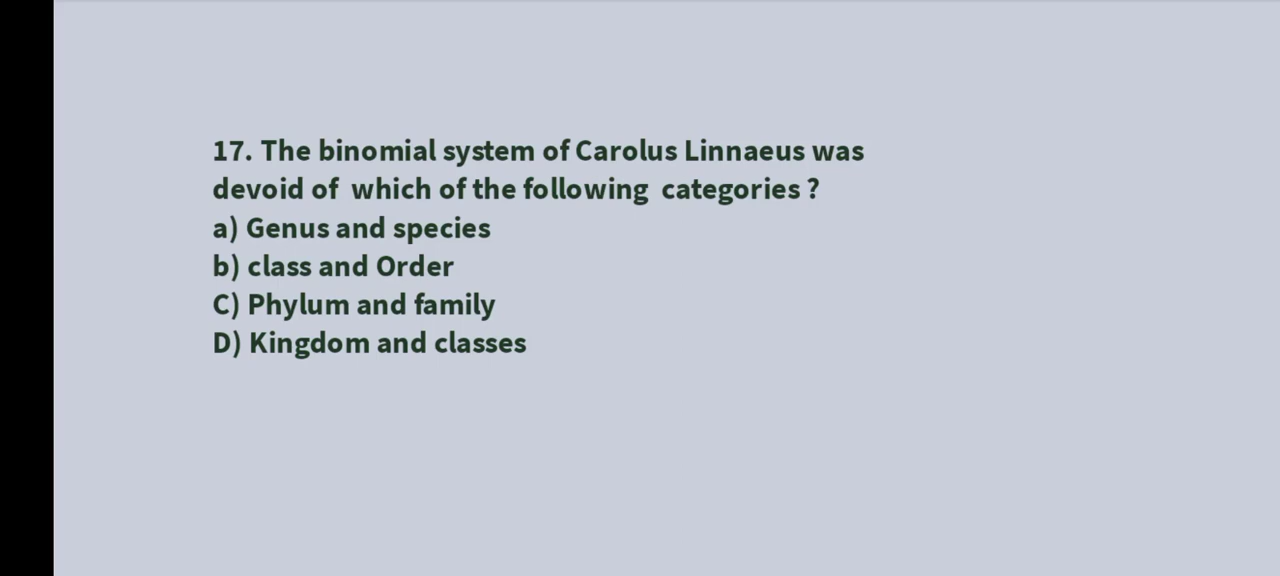 17. The binomial system of Carolus Linnaeus was
devoid of which of the following categories ?
a) Genus and species
b) class and Order
C) Phylum and family
D) Kingdom and classes